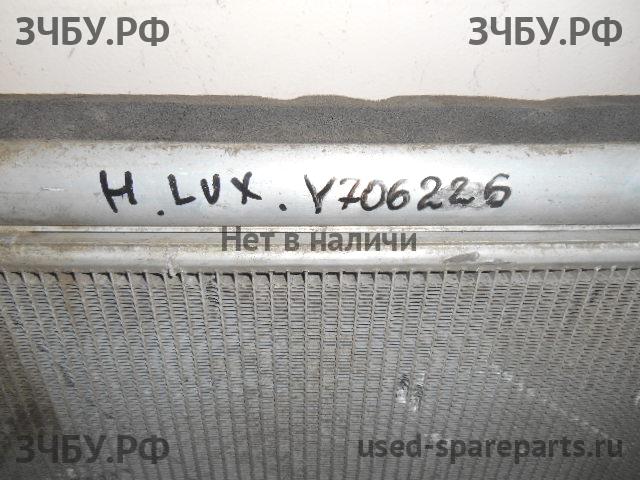 ЗЧБУ.РФ ЗЧБУ.РФ
H. LUX. Y706226
Нет в наличи
ЗЧБУ.РФ used-spareparts.ru